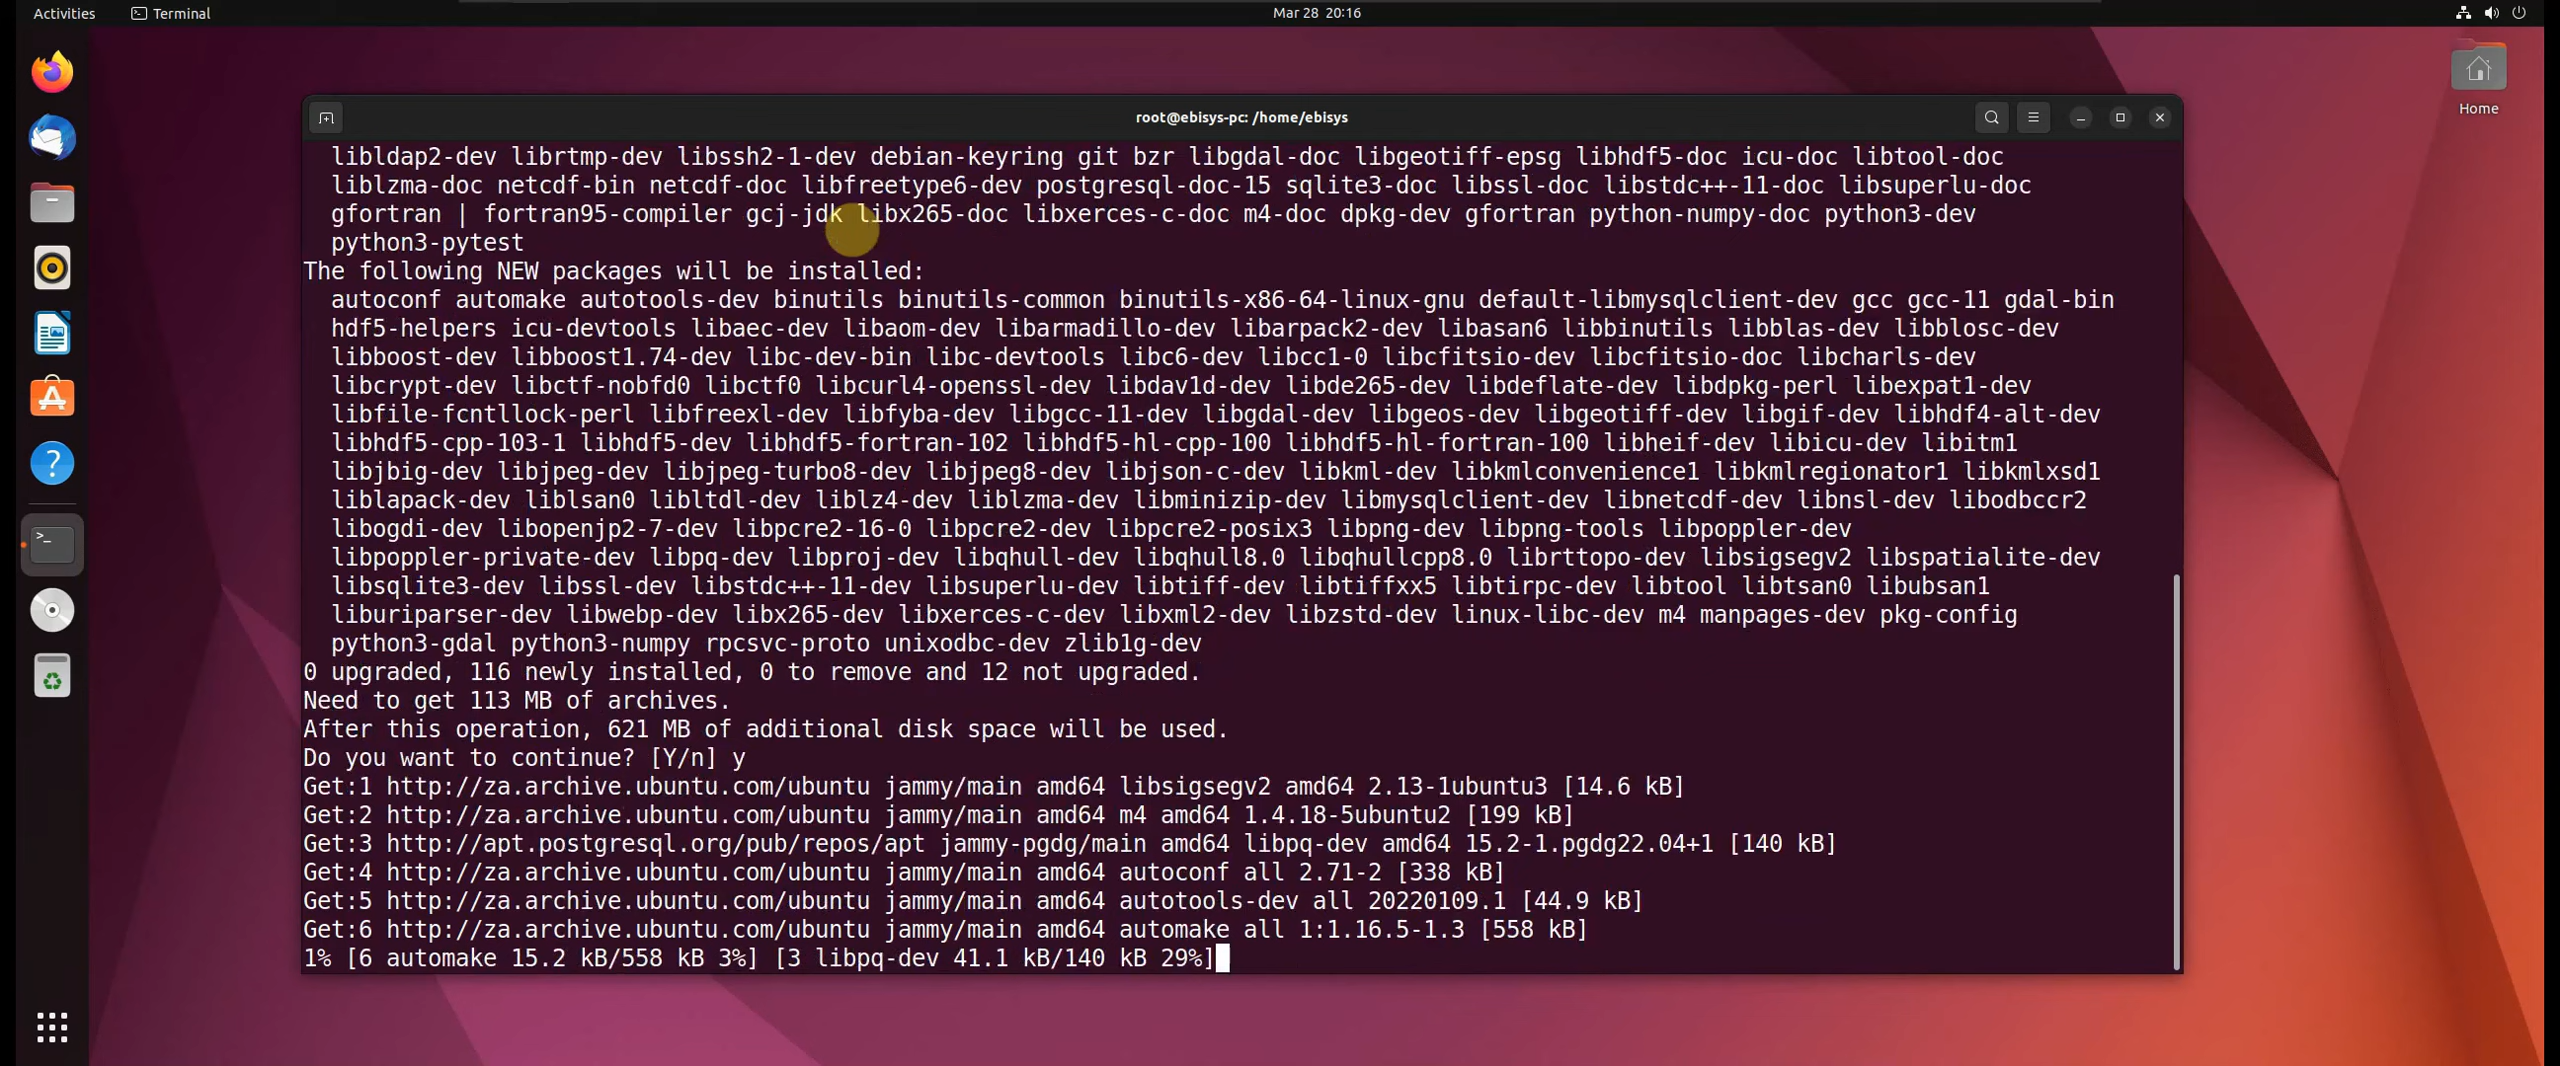 Activities Terminal Mar 28 20:16
Home
root@ebisys-pc: /home/ebisys
libldap2-dev librtmp-dev libssh2-1-dev debian-keyring git bzr libgdal-doc libgeotiff-epsg libhdf5-doc icu-doc libtool-doc
liblzma-doc netcdf-bin netcdf-doc libfreetype6-dev postgresql-doc-15 sqlite3-doc libssl-doc libstdc++-11-doc libsuperlu-doc
gfortran | fortran95-compiler gcj-jdk libx265-doc libxerces-c-doc m4-doc dpkg-dev gfortran python-numpy-doc python3-dev
python3-pytest
The following NEW packages will be installed:
autoconf automake autotools-dev binutils binutils-common binutils-x86-64-linux-gnu default-libmysqlclient-dev gcc gcc-11 gdal-bin
hdf5-helpers icu-devtools libaec-dev libaom-dev libarmadillo-dev libarpack2-dev libasan6 libbinutils libblas-dev libblosc-dev
libboost-dev libboost1.74-dev libc-dev-bin libc-devtools libc6-dev libcc1-0 libcfitsio-dev libcfitsio-doc libcharls-dev
libcrypt-dev libctf-nobfd0 libctf0 libcurl4-openssl-dev libdav1d-dev libde265-dev libdeflate-dev libdpkg-perl libexpat1-dev
libfile-fcntllock-perl libfreexl-dev libfyba-dev libgcc-11-dev libgdal-dev libgeos-dev libgeotiff-dev libgif-dev libhdf4-alt-dev
libhdf5-cpp-103-1 libhdf5-dev libhdf5-fortran-102 libhdf5-hl-cpp-100 libhdf5-hl-fortran-100 libheif-dev libicu-dev libitm1
libjbig-dev libjpeg-dev libjpeg-turbo8-dev libjpeg8-dev libjson-c-dev libkml-dev libkmlconvenience1 libkmlregionator1 libkmlxsd1
liblapack-dev liblsan0 libltdl-dev liblz4-dev liblzma-dev libminizip-dev libmysqlclient-dev libnetcdf-dev libnsl-dev libodbccr2
libogdi-dev libopenjp2-7-dev libpcre2-16-0 libpcre2-dev libpcre2-posix3 libpng-dev libpng-tools libpoppler-dev
libpoppler-private-dev libpq-dev libproj-dev libqhull-dev libqhull8.0 libqhullcpp8.0 librttopo-dev libsigsegv2 libspatialite-dev
libsqlite3-dev libssl-dev libstdc++-11-dev libsuperlu-dev libtiff-dev libtiffxx5 libtirpc-dev libtool libtsan0 libubsan1
liburiparser-dev libwebp-dev libx265-dev libxerces-c-dev libxml2-dev libzstd-dev linux-libc-dev m4 manpages-dev pkg-config
python3-gdal python3-numpy rpcsvc-proto unixodbc-dev zlib1g-dev
0 upgraded, 116 newly installed, 0 to remove and 12 not upgraded.
Need to get 113 MB of archives.
After this operation, 621 MB of additional disk space will be used.
Do you want to continue? [Y/n] y
Get:1 http://za.archive.ubuntu.com/ubuntu jammy/main amd64 libsigsegv2 amd64 2.13-1ubuntu3 [14.6 kB]
Get:2 http://za.archive.ubuntu.com/ubuntu jammy/main amd64 m4 amd64 1.4.18-5ubuntu2 [199 kB]
Get:3 http://apt.postgresql.org/pub/repos/apt jammy-pgdg/main amd64 libpq-dev amd64 15.2-1.pgdg22.04+1 [140 kB]
Get:4 http://za.archive.ubuntu.com/ubuntu jammy/main amd64 autoconf all 2.71-2 [338 kB]
Get:5 http://za.archive.ubuntu.com/ubuntu jammy/main amd64 autotools-dev all 20220109.1 [44.9 kB]
Get:6 http://za.archive.ubuntu.com/ubuntu jammy/main amd64 automake all 1:1.16.5-1.3 [558 kB]
1% [6 automake 15.2 kB/558 kB 3%] [3 libpq-dev 41.1 kB/140 kB 29%]